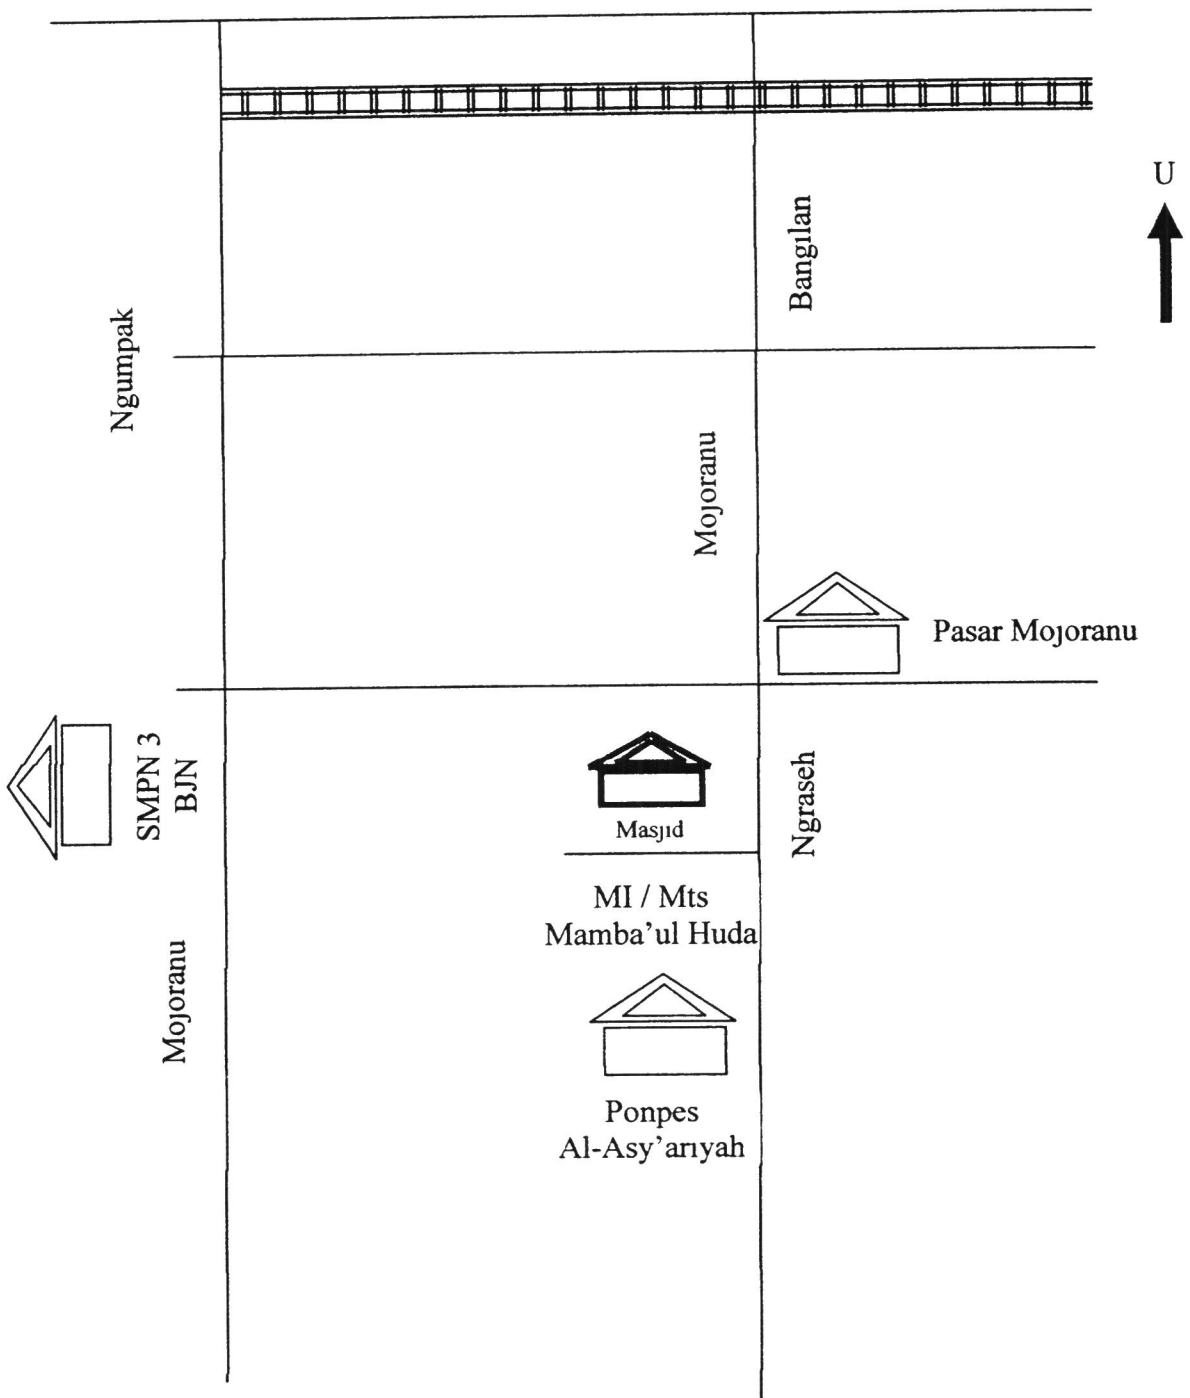 U
Bangilan
Ngumpak
Mojoranu
Pasar Mojoranu
SMPN 3
BJN
Masjid
Ngraseh
MI / Mts
Mamba’ul Huda
Mojoranu
Ponpes
Al-Asy’ariyah